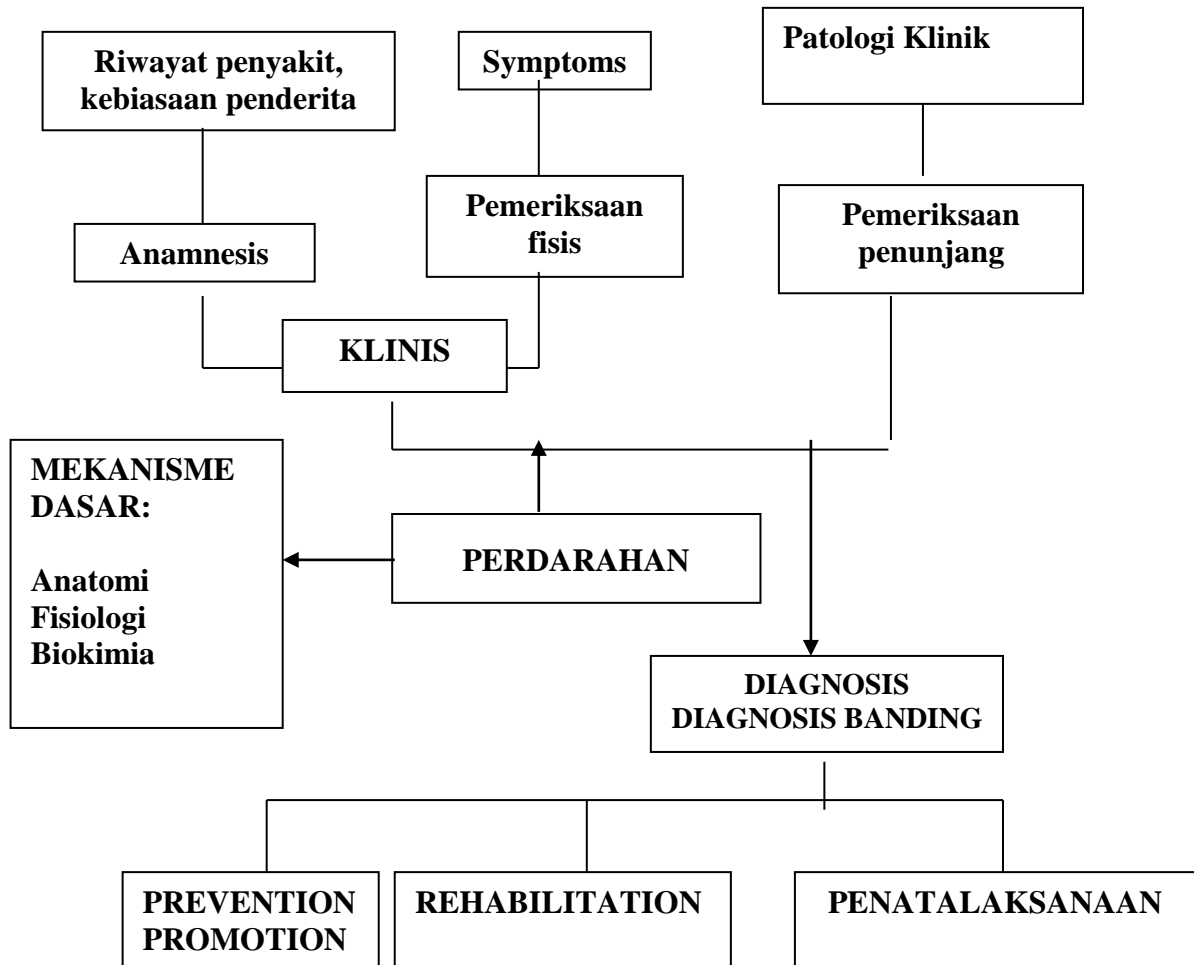 Riwayat penyakit,
kebiasaan penderita
Symptoms
Patologi Klinik
Anamnesis
Pemeriksaan
fisis
Pemeriksaan
penunjang
KLINIS
MEKANISME
DASAR:
Anatomi
Fisiologi
Biokimia
PERDARAHAN
DIAGNOSIS
DIAGNOSIS BANDING
PREVENTION
PROMOTION
REHABILITATION
PENATALAKSANAAN